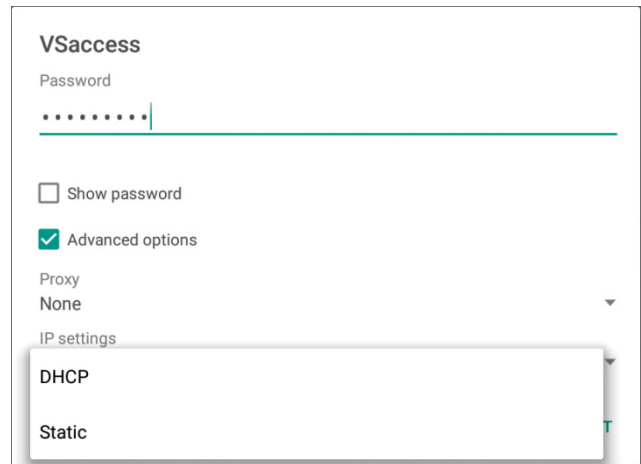 VSaccess
Password
•••••••••
Show password
Advanced options
Proxy
None
IP settings
DHCP
Static
T